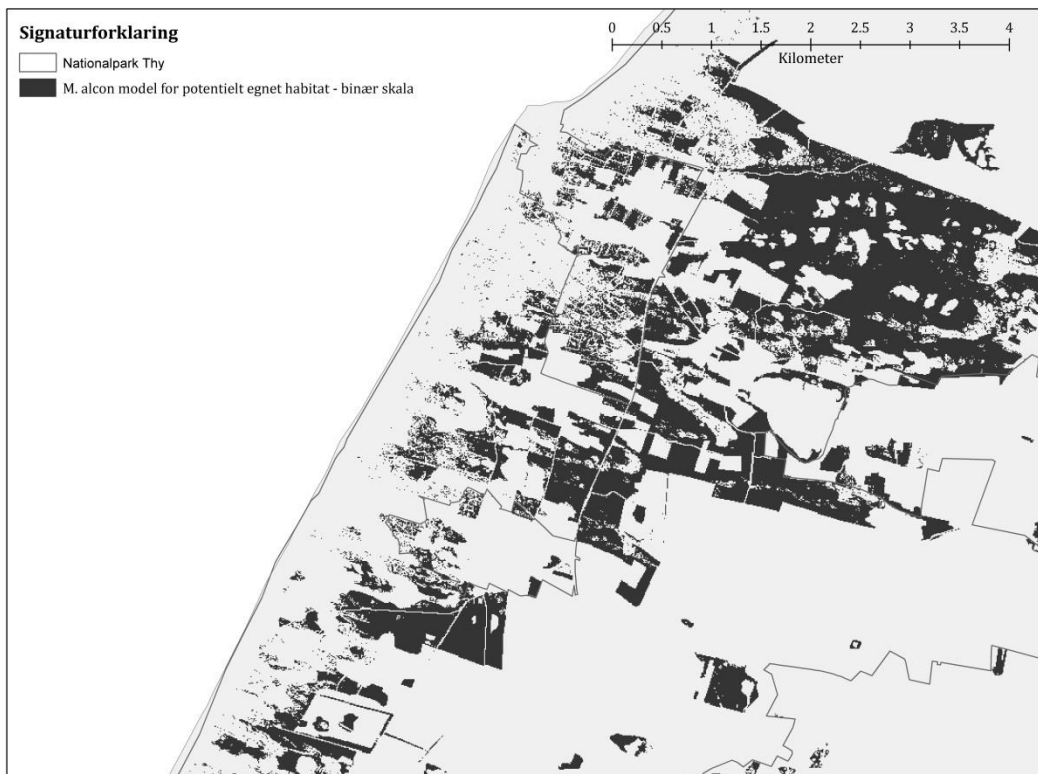 Signaturforklaring
Nationalpark Thy
M. alcon model for potentielt egnet habitat - binær skala
0 0.5 1 1.5 2 2.5 3 3.5 4
Kilometer